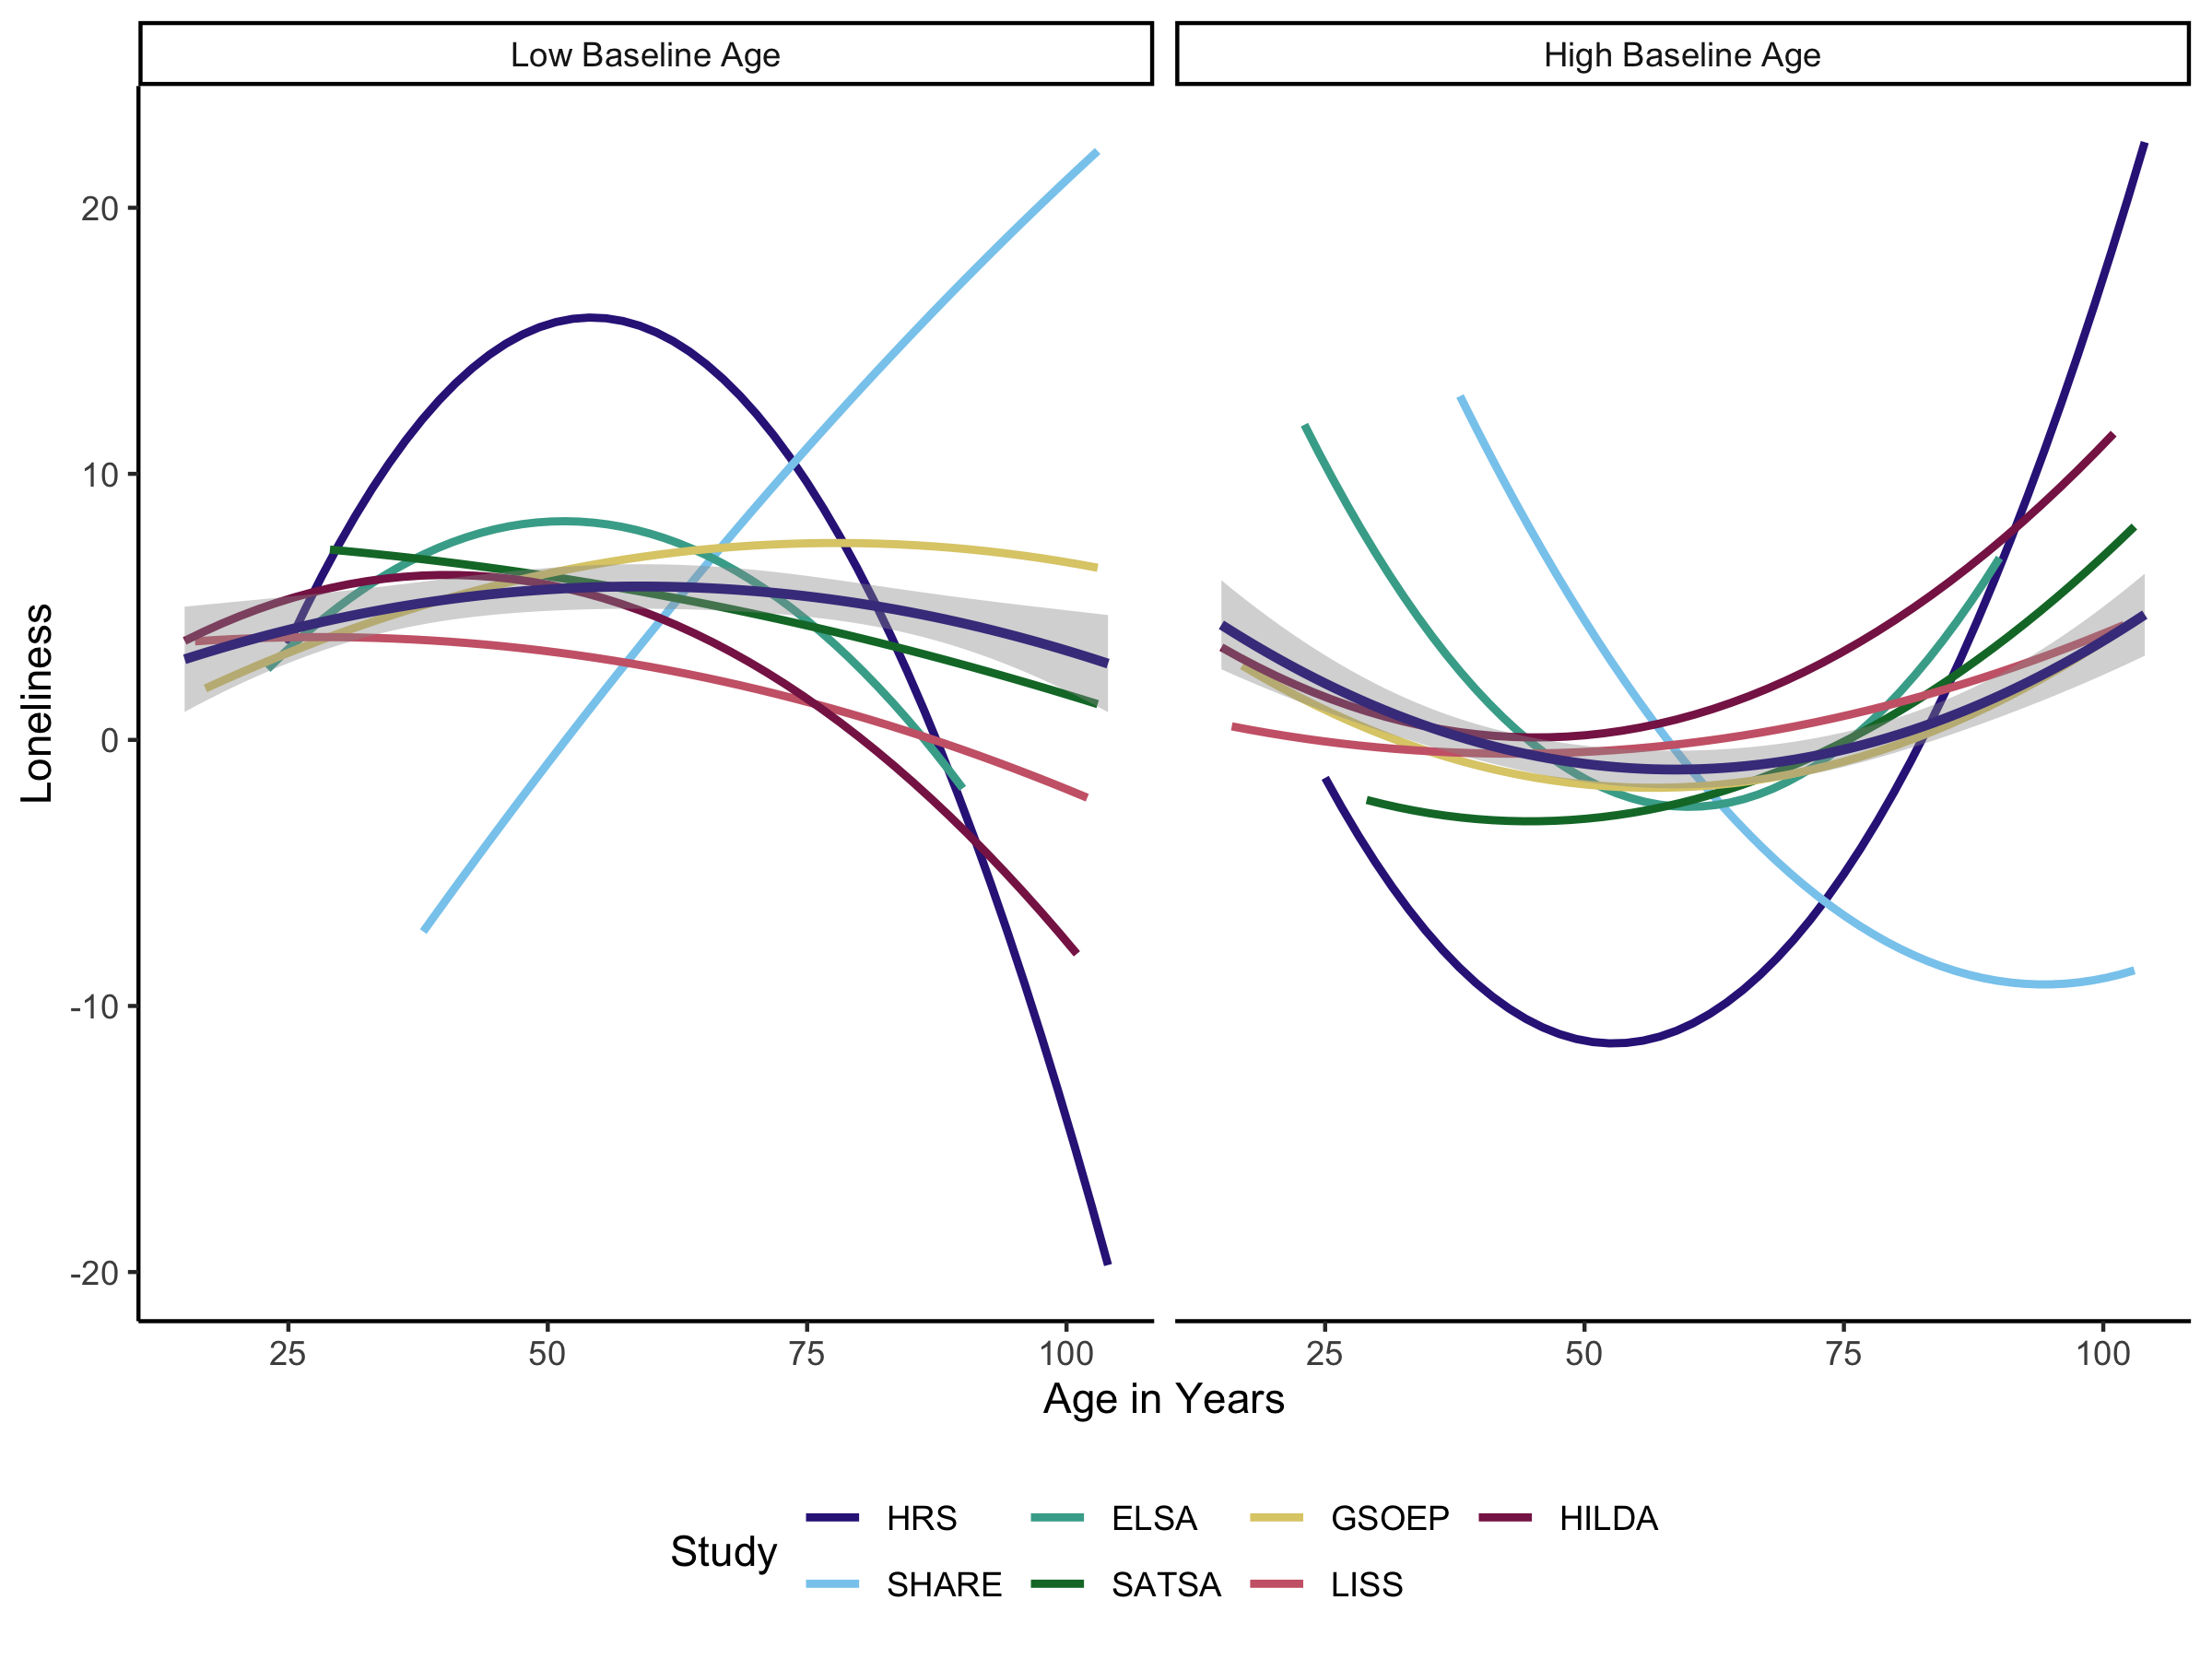 Low Baseline Age
High Baseline Age
Loneliness
20
10
0
-10
-20
25 50 75 100
25 50 75 100
Age in Years
Study
HRS ELSA GSOEP HILDA
SHARE SATSA LISS